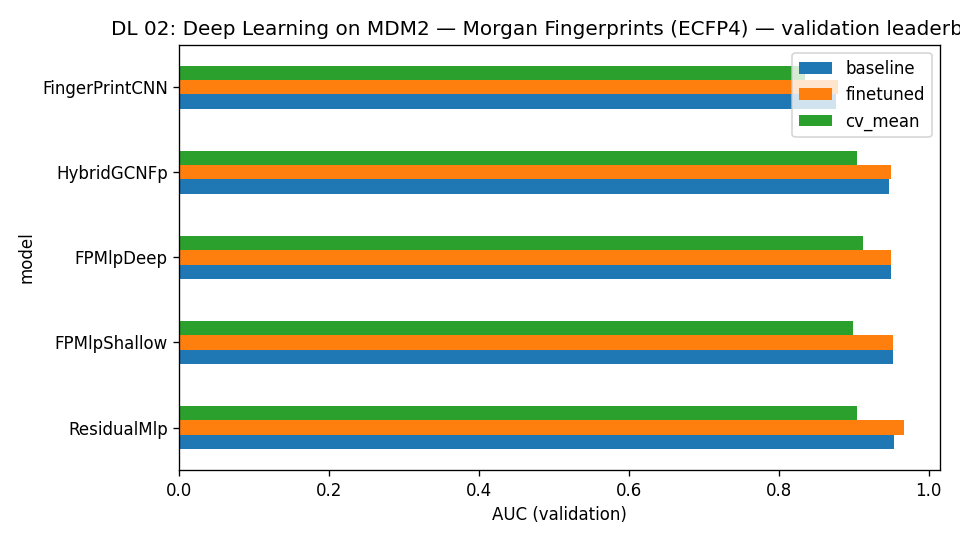 DL 02: Deep Learning on MDM2 — Morgan Fingerprints (ECFP4) — validation leaderb
baseline
finetuned
cv_mean
FingerPrintCNN
HybridGCNFp
FPMlpDeep
FPMlpShallow
ResidualMlp
model
0.0 0.2 0.4 0.6 0.8 1.0
AUC (validation)